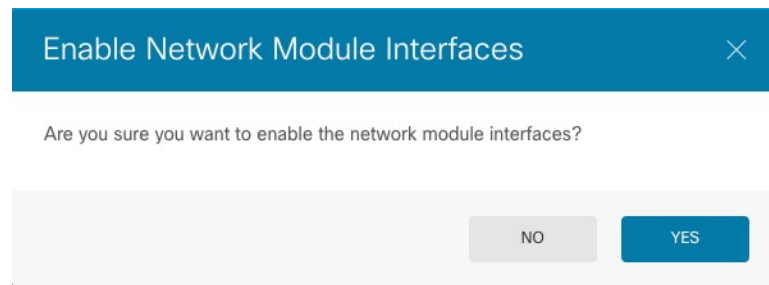 Enable Network Module Interfaces
Are you sure you want to enable the network module interfaces?
NO
YES